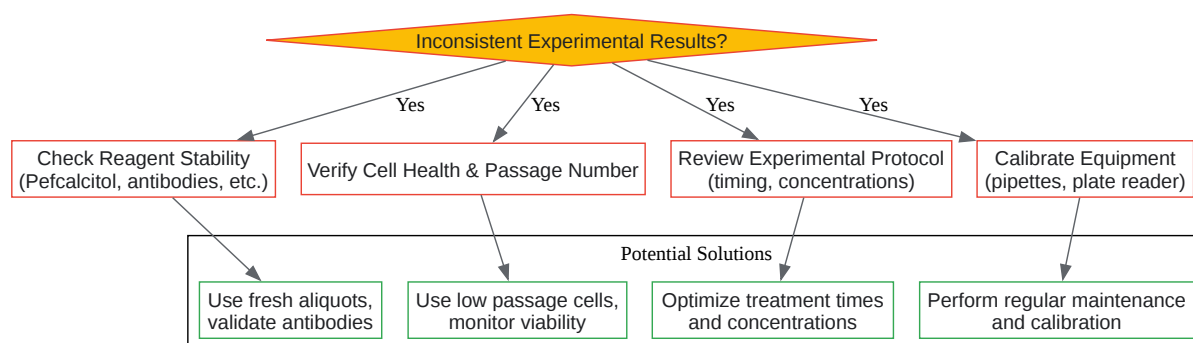 Inconsistent Experimental Results?
Yes
Yes
Yes
Yes
Check Reagent Stability
(Pefcalcitol, antibodies, etc.)
Verify Cell Health & Passage Number
Review Experimental Protocol
(timing, concentrations)
Calibrate Equipment
(pipettes, plate reader)
Potential Solutions
Use fresh aliquots,
validate antibodies
Use low passage cells,
monitor viability
Optimize treatment times
and concentrations
Perform regular maintenance
and calibration